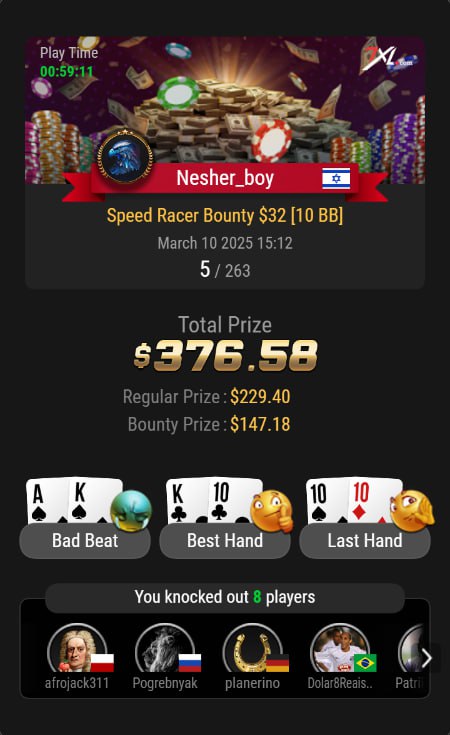 Play Time
00:59:11
7XL.com
Nesher_boy
Speed Racer Bounty $32 [10 BB]
March 10 2025 15:12
5 / 263
Total Prize
$376.58
Regular Prize : $229.40
Bounty Prize : $147.18
A K
K 10
10 10
Bad Beat
Best Hand
Last Hand
You knocked out 8 players
afrojack311
Pogrebnyak
planerino
Dolar8Reais..